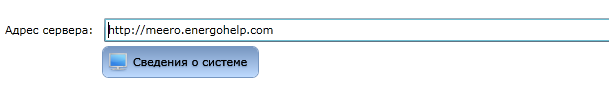 Адрес сервера: http://meero.energohelp.com
Сведения о системе